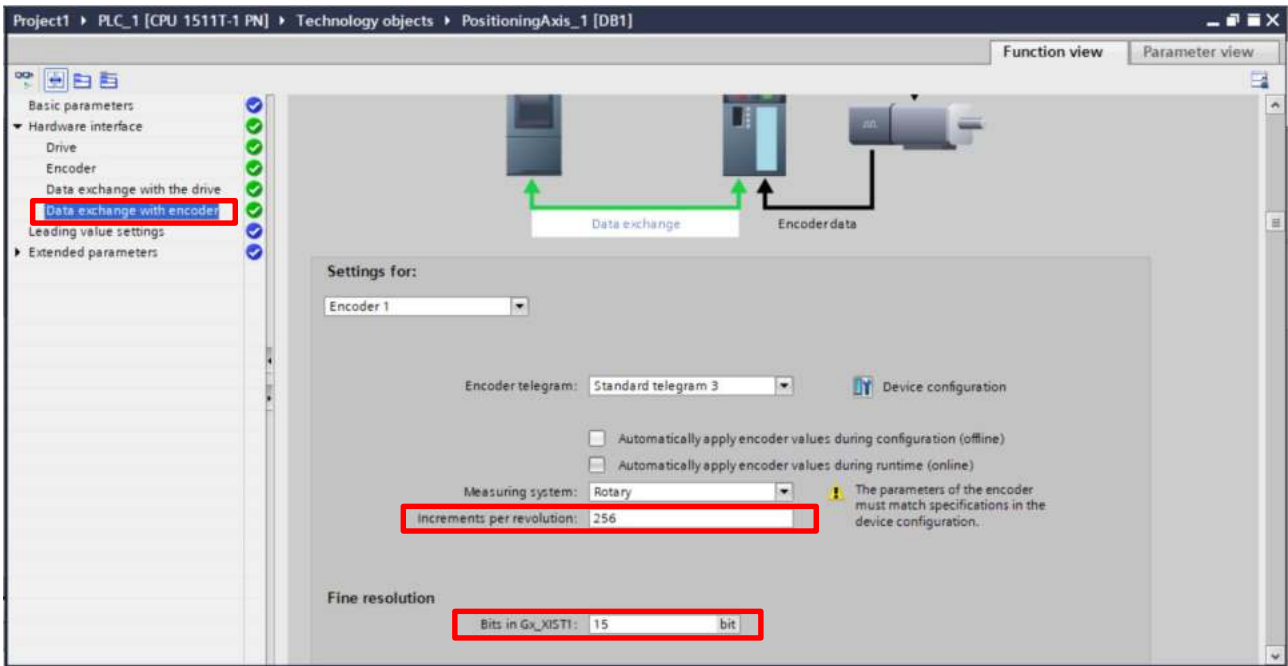 Project1 ▸ PLC_1 [CPU 1511T-1 PN] ▸ Technology objects ▸ PositioningAxis_1 [DB1]
Function view
Parameter view
Basic parameters
Hardware interface
Drive
Encoder
Data exchange with the drive
Data exchange with encoder
Leading value settings
Extended parameters
Data exchange
Encoder data
Settings for:
Encoder 1
Encoder telegram: Standard telegram 3
Device configuration
Automatically apply encoder values during configuration (offline)
Automatically apply encoder values during runtime (online)
Measuring system: Rotary
The parameters of the encoder
must match specifications in the
device configuration.
Increments per revolution: 256
Fine resolution
Bits in Gx_XIST1: 15 bit